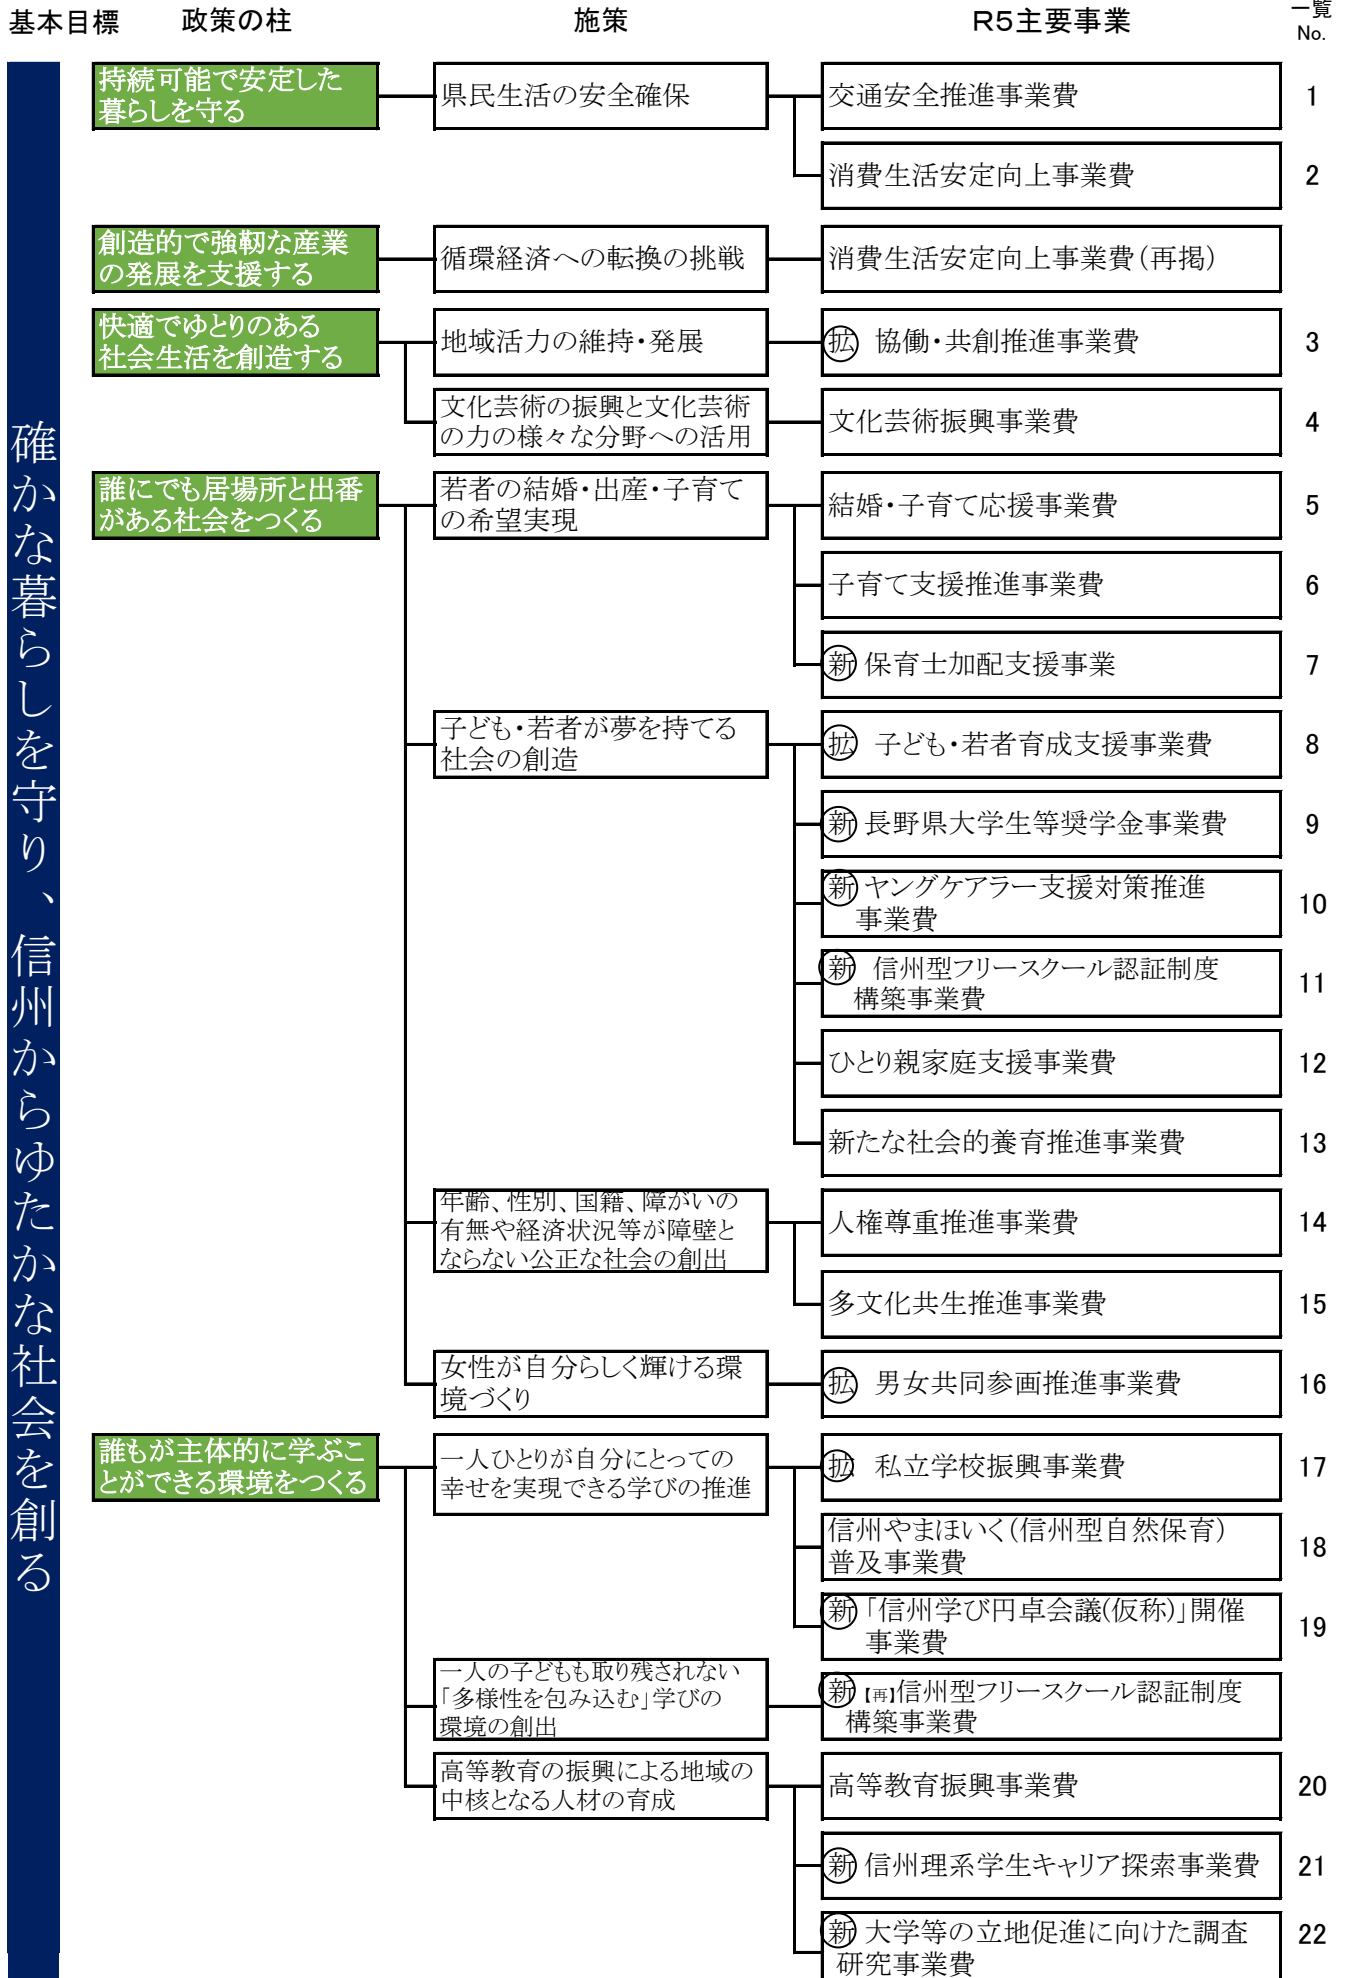 基本目標 政策の柱 施策 R5主要事業 一覧
No.
確かな暮らしを守り、信州からゆたかな社会を創る
持続可能で安定した
暮らしを守る
県民生活の安全確保
交通安全推進事業費 1
消費生活安定向上事業費 2
創造的で強靭な産業
の発展を支援する
循環経済への転換の挑戦
消費生活安定向上事業費(再掲)
快適でゆとりのある
社会生活を創造する
地域活力の維持・発展
拡 協働・共創推進事業費 3
文化芸術の振興と文化芸術
の力の様々な分野への活用
文化芸術振興事業費 4
誰にでも居場所と出番
がある社会をつくる
若者の結婚・出産・子育て
の希望実現
結婚・子育て応援事業費 5
子育て支援推進事業費 6
新 保育士加配支援事業 7
子ども・若者が夢を持てる
社会の創造
拡 子ども・若者育成支援事業費 8
新 長野県大学生等奨学金事業費 9
新 ヤングケアラー支援対策推進
事業費 10
新 信州型フリースクール認証制度
構築事業費 11
ひとり親家庭支援事業費 12
新たな社会的養育推進事業費 13
年齢、性別、国籍、障がいの
有無や経済状況等が障壁と
ならない公正な社会の創出
人権尊重推進事業費 14
多文化共生推進事業費 15
女性が自分らしく輝ける環
境づくり
拡 男女共同参画推進事業費 16
誰もが主体的に学ぶこ
とができる環境をつくる
一人ひとりが自分にとっての
幸せを実現できる学びの推進
拡 私立学校振興事業費 17
信州やまほいく(信州型自然保育)
普及事業費 18
新 「信州学び円卓会議(仮称)」開催
事業費 19
一人の子どもも取り残されない
「多様性を包み込む」学びの
環境の創出
新 【再】信州型フリースクール認証制度
構築事業費
高等教育の振興による地域の
中核となる人材の育成
高等教育振興事業費 20
新 信州理系学生キャリア探索事業費 21
新 大学等の立地促進に向けた調査
研究事業費 22